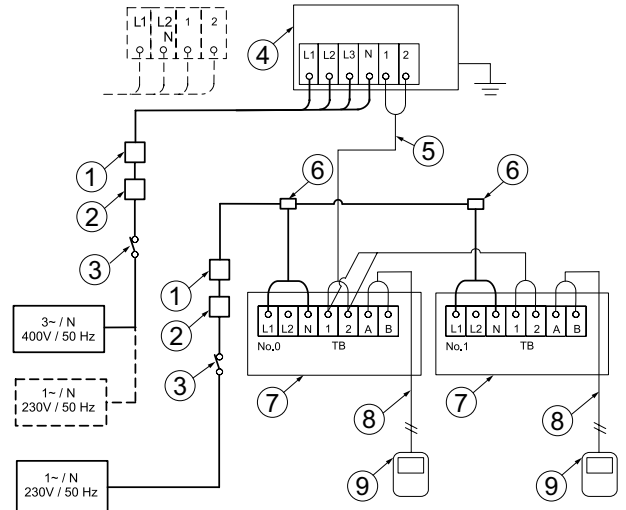 L1 L2 N 1 2
4
L1 L2 L3 N 1 2
5
1
2
3
6
6
1
2
3
3~ / N
400V / 50 Hz
1~ / N
230V / 50 Hz
1~ / N
230V / 50 Hz
L1 L2 N 1 2 A B
No.0 TB
L1 L2 N 1 2 A B
No.1 TB
7
7
8
8
9
9